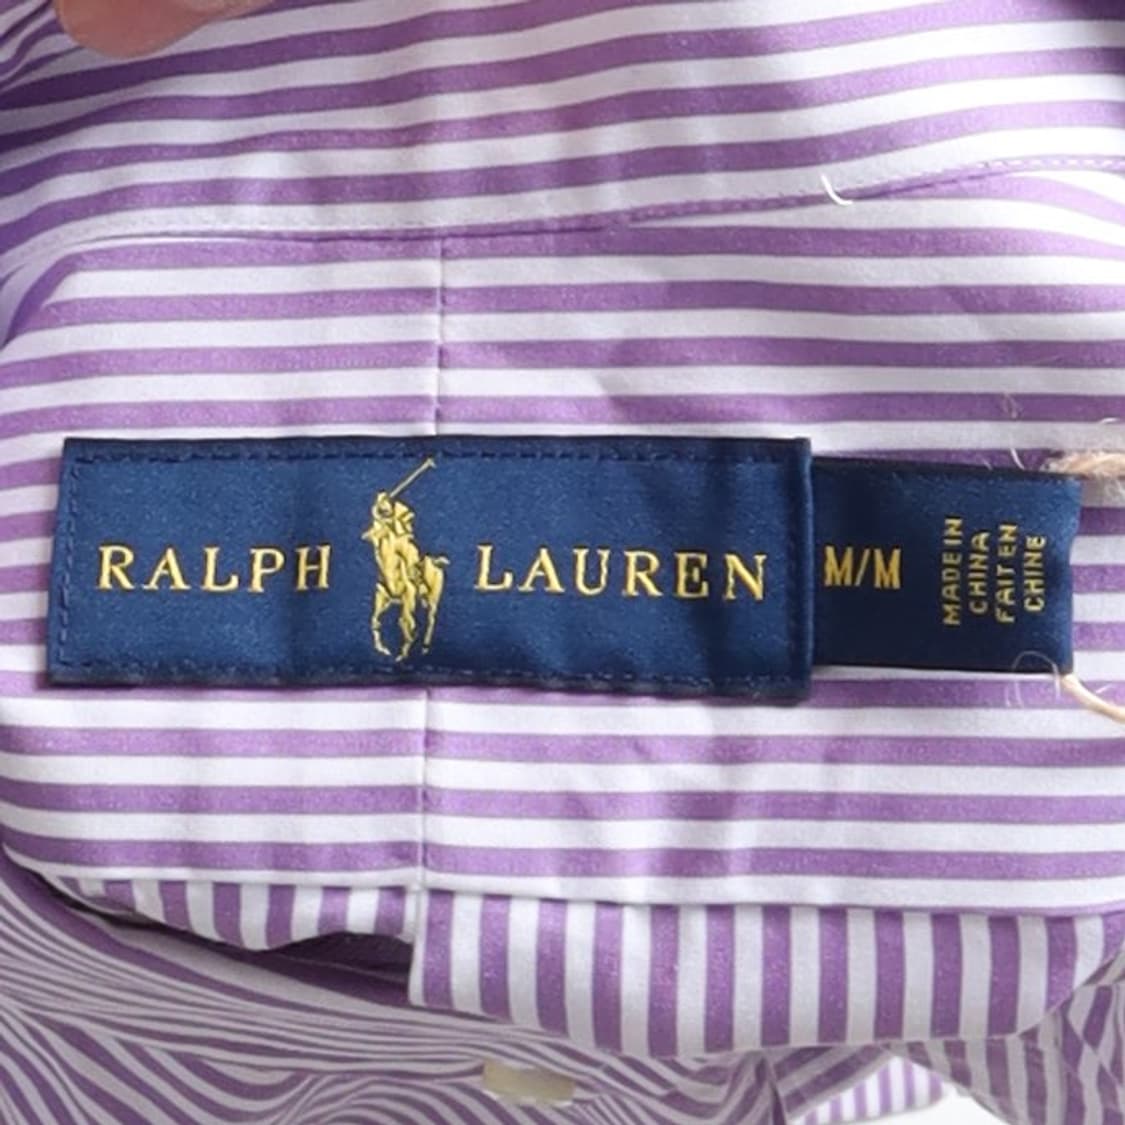 RALPH LAUREN
M/M
MADE IN
CHINA
FAIT EN
CHINE